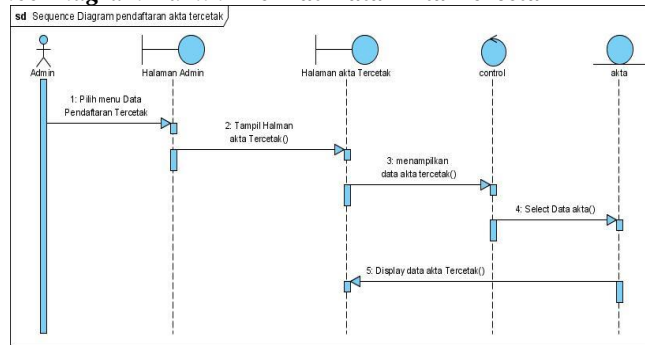 sd Sequence Diagram pendaftaran akta tercetak
Admin
Halaman Admin
Halaman akta Tercetak
control
akta
1: Pilih menu Data
Pendaftaran Tercetak
2: Tampil Halman
akta Tercetak()
3: menampilkan
data akta tercetak()
4: Select Data akta()
5: Display data akta Tercetak()